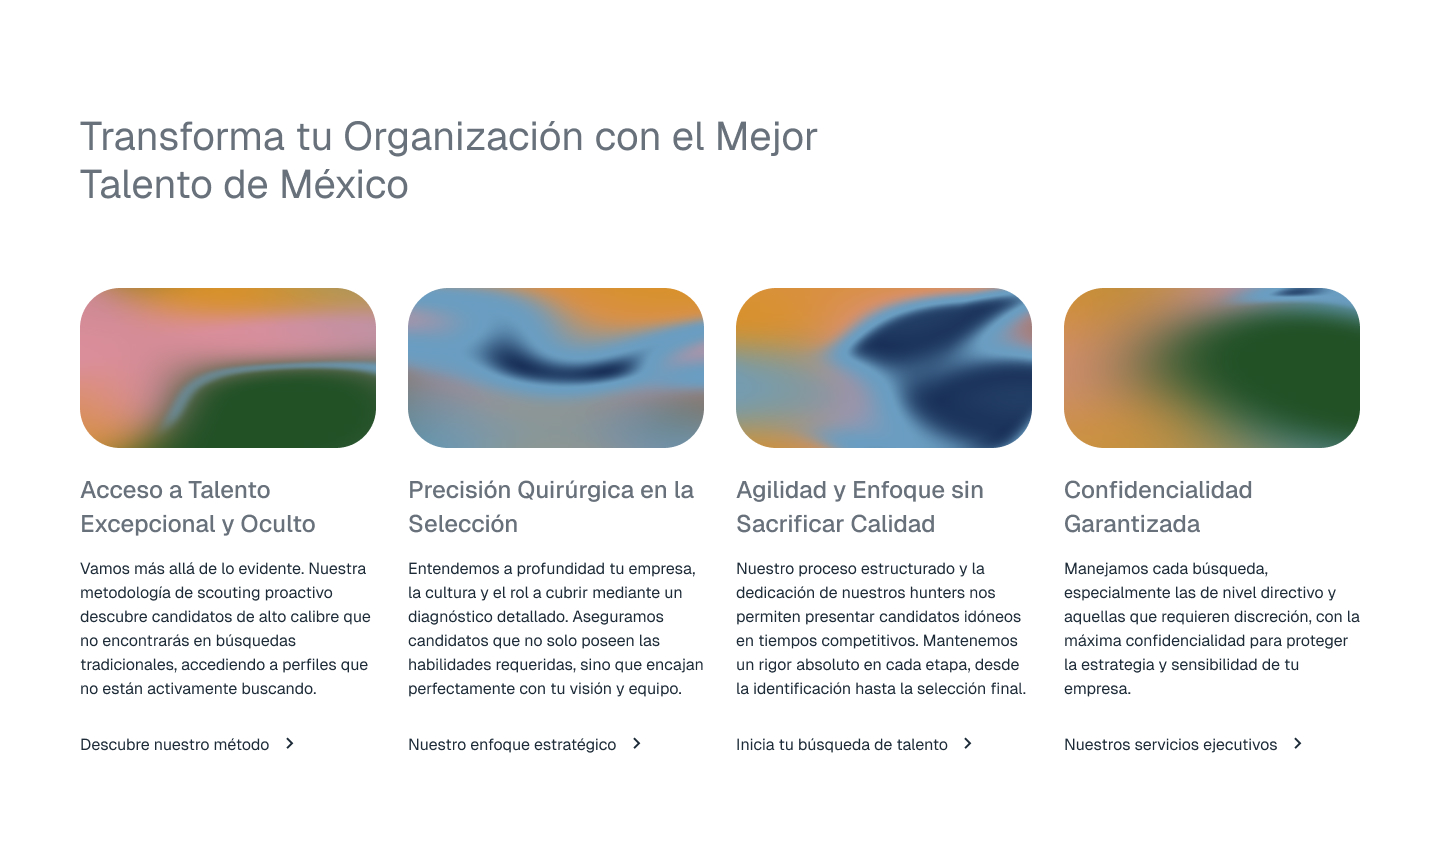 Transforma tu Organización con el Mejor
Talento de México
Acceso a Talento
Excepcional y Oculto
Vamos más allá de lo evidente. Nuestra
metodología de scouting proactivo
descubre candidatos de alto calibre que
no encontrarás en búsquedas
tradicionales, accediendo a perfiles que
no están activamente buscando.
Descubre nuestro método
Precisión Quirúrgica en la
Selección
Entendemos a profundidad tu empresa,
la cultura y el rol a cubrir mediante un
diagnóstico detallado. Aseguramos
candidatos que no solo poseen las
habilidades requeridas, sino que encajan
perfectamente con tu visión y equipo.
Nuestro enfoque estratégico
Agilidad y Enfoque sin
Sacrificar Calidad
Nuestro proceso estructurado y la
dedicación de nuestros hunters nos
permiten presentar candidatos idóneos
en tiempos competitivos. Mantenemos
un rigor absoluto en cada etapa, desde
la identificación hasta la selección final.
Inicia tu búsqueda de talento
Confidencialidad
Garantizada
Manejamos cada búsqueda,
especialmente las de nivel directivo y
aquellas que requieren discreción, con la
máxima confidencialidad para proteger
la estrategia y sensibilidad de tu
empresa.
Nuestros servicios ejecutivos